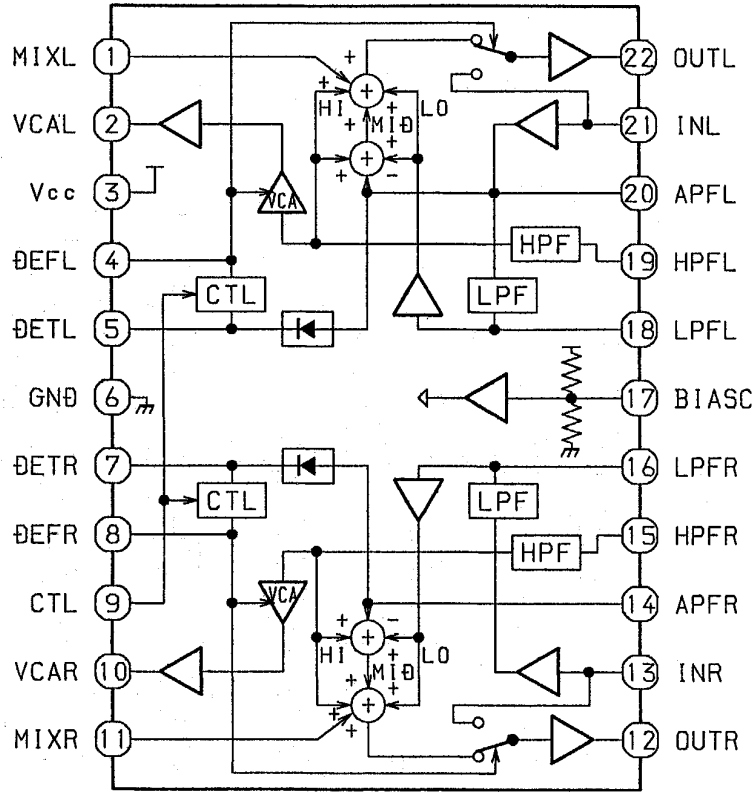 MIXL 1 22 OUTL
+
+
HI + LO
VCAL 2 + MID + 21 INL
+
+ -
Vcc 3 VCA 20 APFL
HPF
DEFL 4 19 HPFL
CTL LPF
DETL 5 18 LPFL
GND 6 17 BIASC
DETR 7 16 LPFR
CTL LPF
DEFR 8 15 HPFR
HPF
VCA
CTL 9 14 APFR
+ -
+
HI + LO
VCAR 10 MID 13 INR
+ +
+
+
+
MIXR 11 12 OUTR